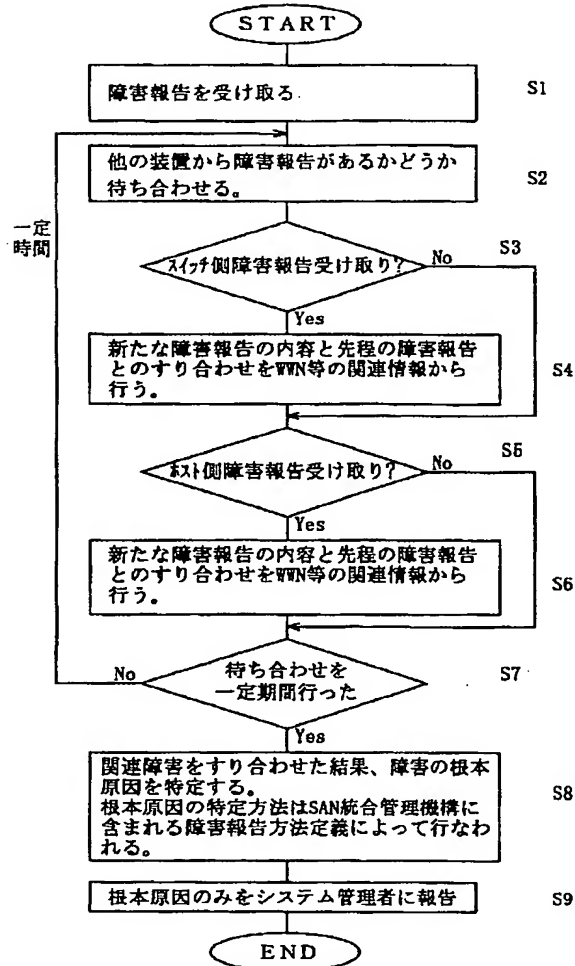 START
障害報告を受け取る
S1
他の装置から障害報告があるかどうか
待ち合わせる。
S2
一定
時間
スイッチ側障害報告受け取り?
No
S3
Yes
新たな障害報告の内容と先程の障害報告
とのすり合わせをWWN等の関連情報から
行う。
S4
ホスト側障害報告受け取り?
No
S5
Yes
新たな障害報告の内容と先程の障害報告
とのすり合わせをWWN等の関連情報から
行う。
S6
No
待ち合わせを
一定期間行った
S7
Yes
関連障害をすり合わせた結果、障害の根本
原因を特定する。
根本原因の特定方法はSAN統合管理機構に
含まれる障害報告方法定義によって行なわ
れる。
S8
根本原因のみをシステム管理者に報告
S9
END